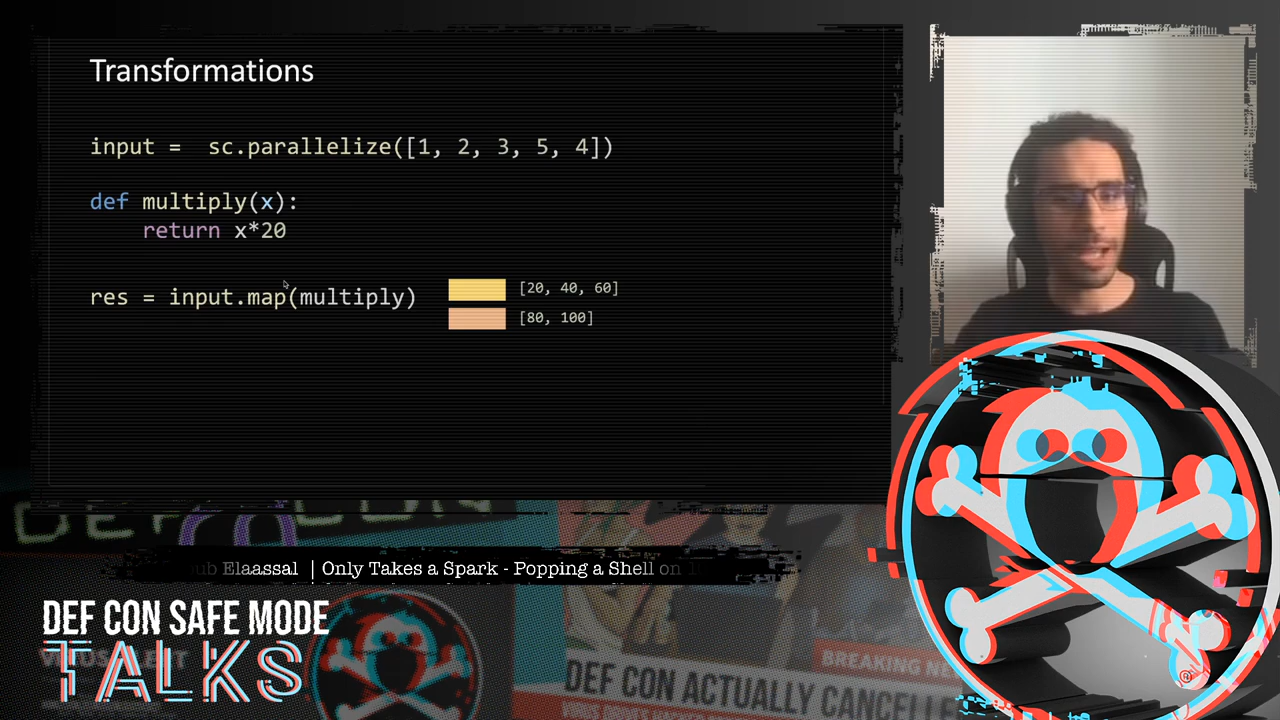 Transformations
input =  sc.parallelize([1, 2, 3, 5, 4])
def multiply(x):
    return x*20
res = input.map(multiply)
[20, 40, 60]
[80, 100]
DEF CON
Elaassal | Only Takes a Spark - Popping a Shell on
DEF CON SAFE MODE
TALKS
BREAKING
DEF CON ACTUALLY CANCELLE
®